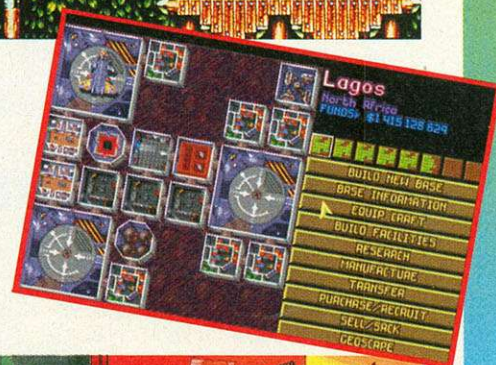 Lagos
North Africa
FUNDS> $1 415 128 829
BUILD NEW BASE
BASE INFORMATION
EQUIP CRAFT
BUILD FACILITIES
RESEARCH
MANUFACTURE
TRANSFER
PURCHASE/RECRUIT
SELL/SACK
GEOSCAPE